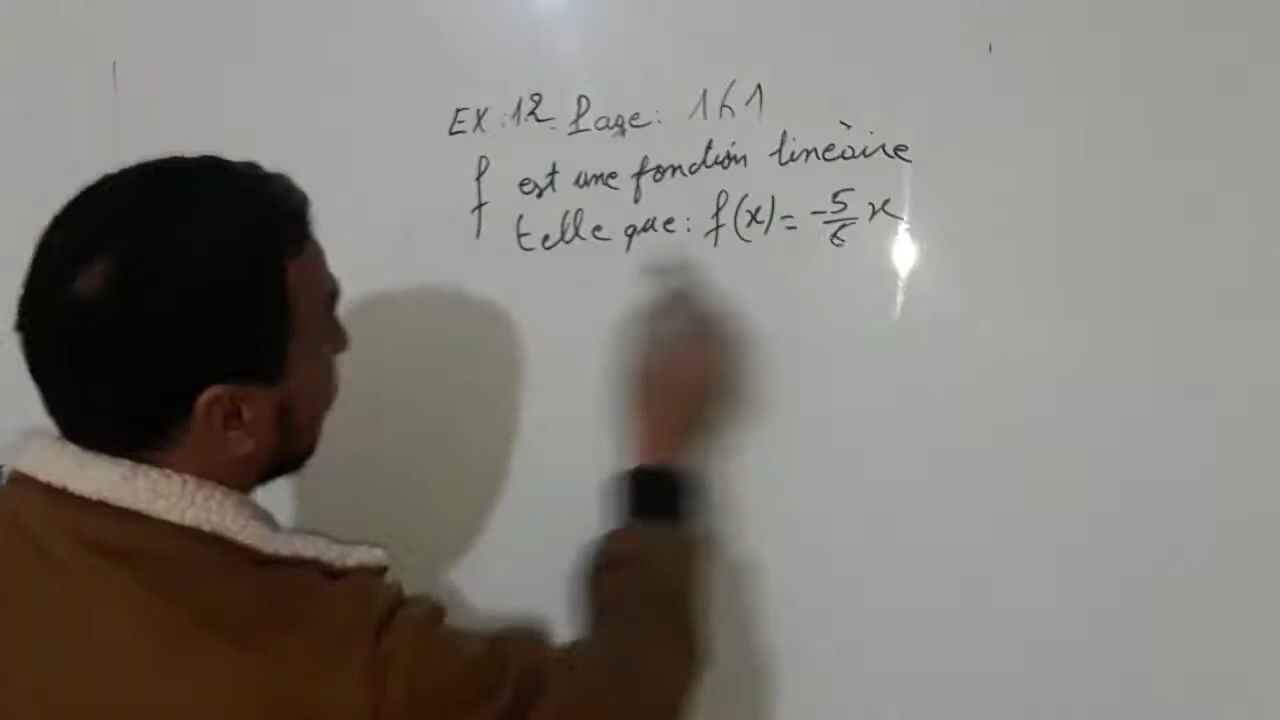 EX : 12. Page : 161
f est une fonction linéaire
telle que : f(x) = -5/6 x